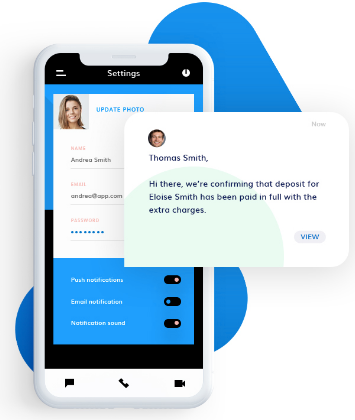 Settings
UPDATE PHOTO
NAME
Andrea Smith
EMAIL
andrea@app.com
PASSWORD
Now
Thomas Smith,
Hi there, we're confirming that deposit for
Eloise Smith has been paid in full with the
extra charges.
VIEW
Push notifications
Email notification
Notification sound